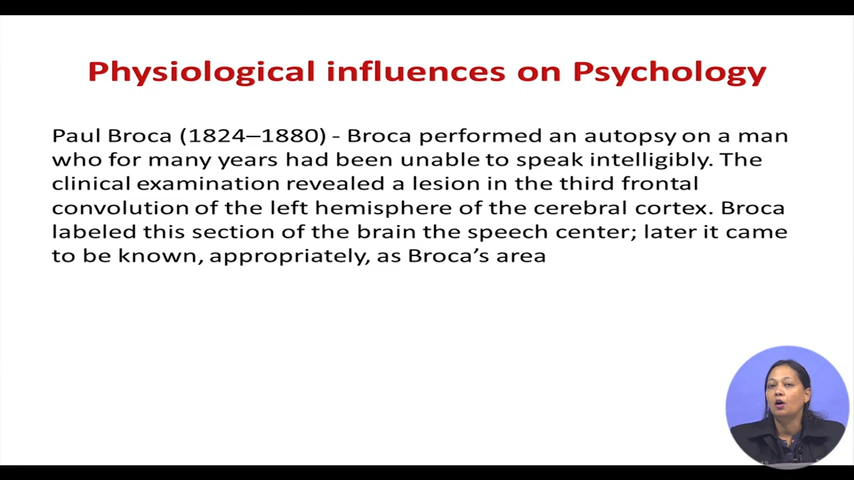 Physiological influences on Psychology
Paul Broca (1824–1880) - Broca performed an autopsy on a man
who for many years had been unable to speak intelligibly. The
clinical examination revealed a lesion in the third frontal
convolution of the left hemisphere of the cerebral cortex. Broca
labeled this section of the brain the speech center; later it came
to be known, appropriately, as Broca’s area